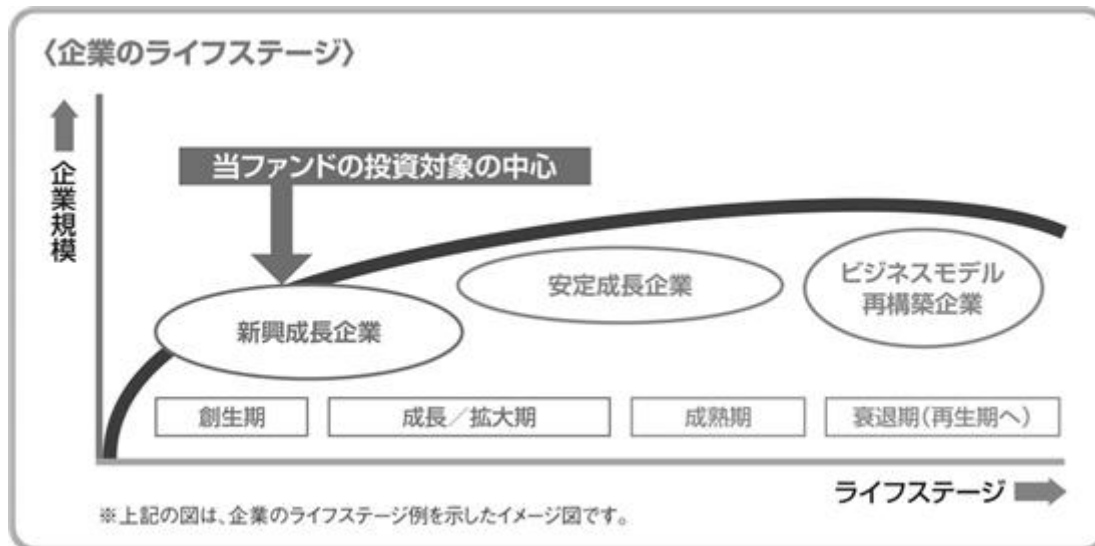 〈企業のライフステージ〉
企業規模
当ファンドの投資対象の中心
新興成長企業
安定成長企業
ビジネスモデル
再構築企業
創生期
成長／拡大期
成熟期
衰退期(再生期へ)
ライフステージ
※上記の図は、企業のライフステージ例を示したイメージ図です。